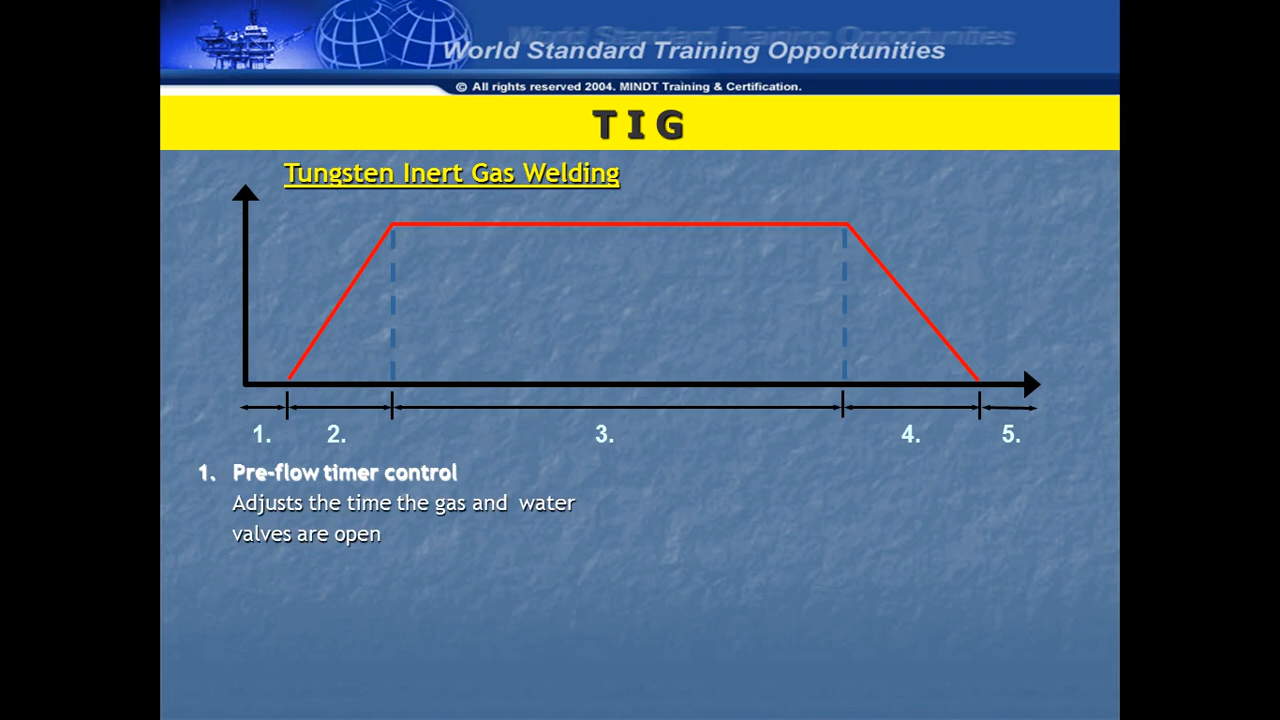 World Standard Training Opportunities
© All rights reserved 2004. MINDT Training & Certification.
T I G
Tungsten Inert Gas Welding
1. 2. 3. 4. 5.
1. Pre-flow timer control
Adjusts the time the gas and water
valves are open